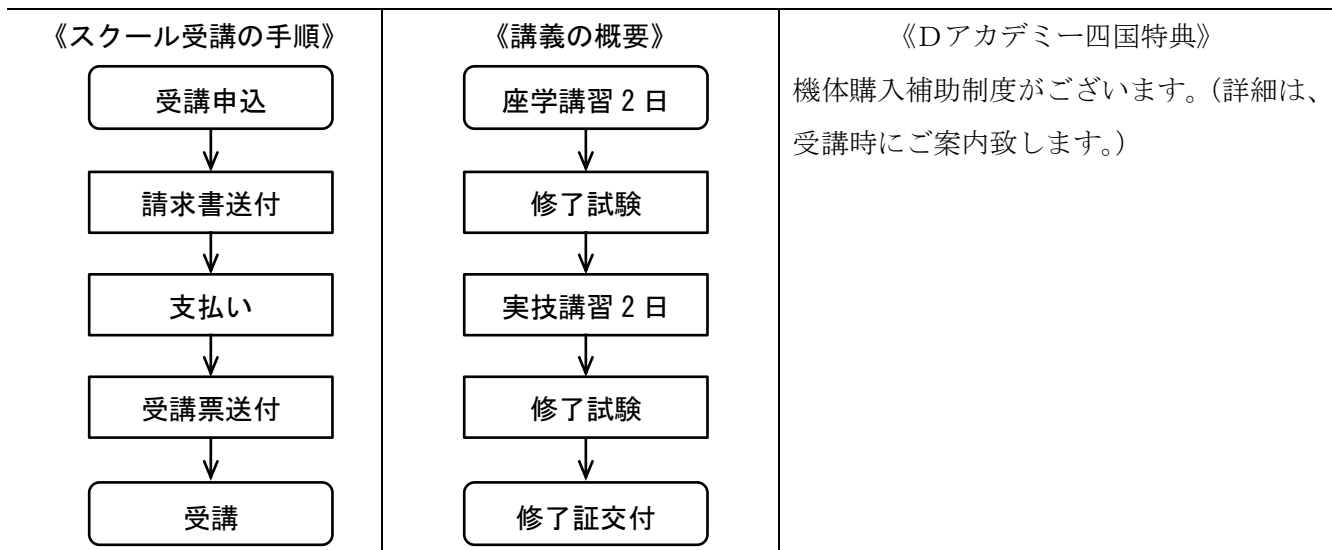 《スクール受講の手順》
受講申込
請求書送付
支払い
受講票送付
受講
《講義の概要》
座学講習2日
修了試験
実技講習2日
修了試験
修了証交付
《Dアカデミー四国特典》
機体購入補助制度がございます。（詳細は、
受講時にご案内致します。）